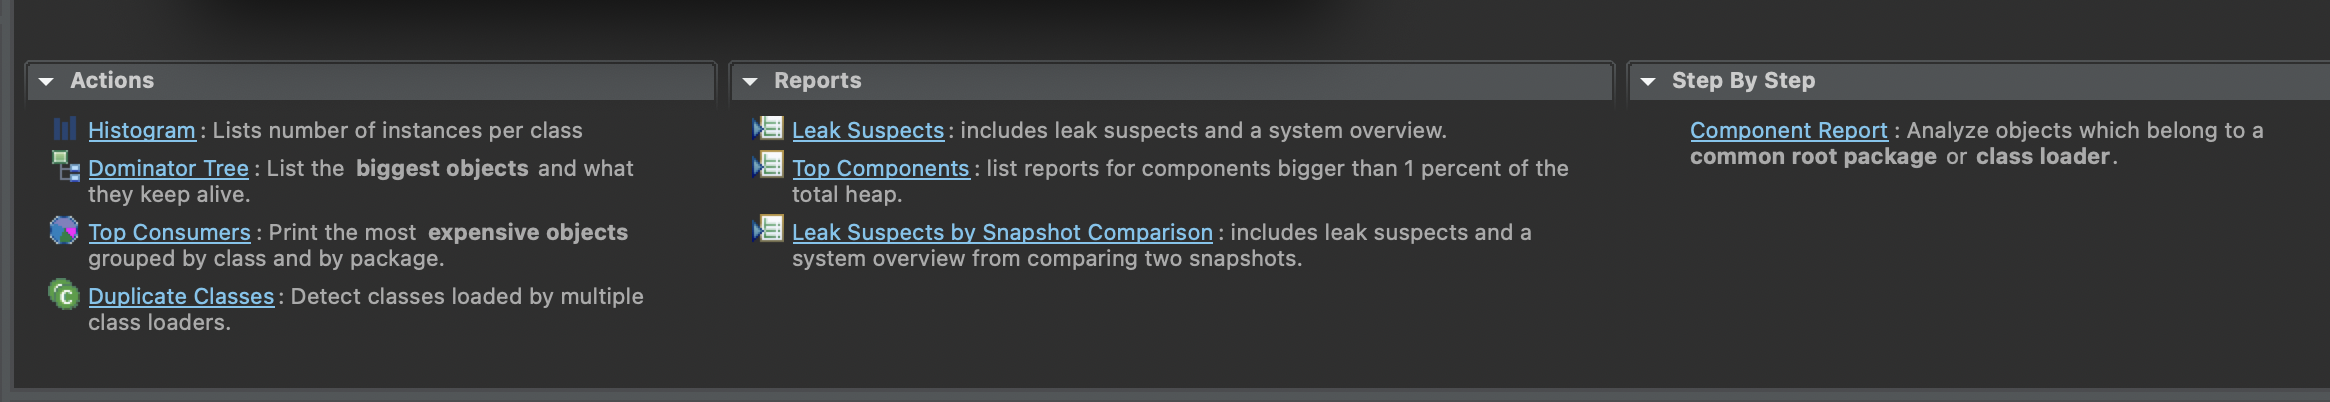 Actions
Histogram : Lists number of instances per class
Dominator Tree : List the biggest objects and what
they keep alive.
Top Consumers : Print the most expensive objects
grouped by class and by package.
Duplicate Classes : Detect classes loaded by multiple
class loaders.
Reports
Leak Suspects : includes leak suspects and a system overview.
Top Components : list reports for components bigger than 1 percent of the
total heap.
Leak Suspects by Snapshot Comparison : includes leak suspects and a
system overview from comparing two snapshots.
Step By Step
Component Report : Analyze objects which belong to a
common root package or class loader.